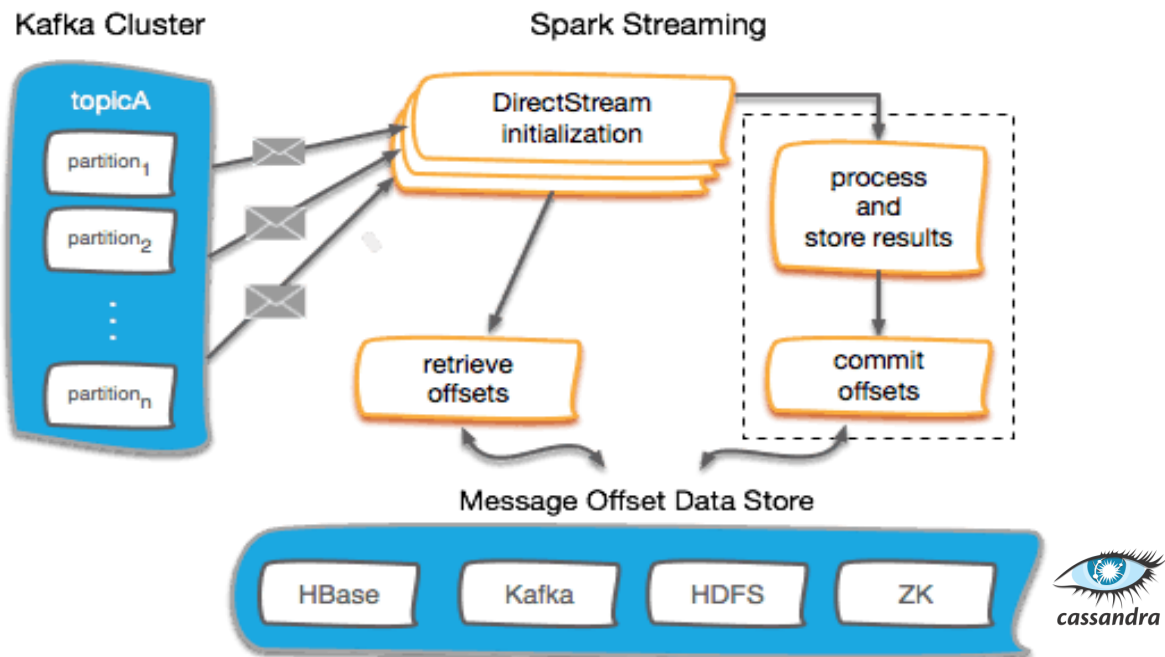 Kafka Cluster
Spark Streaming
topicA
partition1
partition2
partitionn
DirectStream
initialization
process
and
store results
retrieve
offsets
commit
offsets
Message Offset Data Store
HBase
Kafka
HDFS
ZK
cassandra